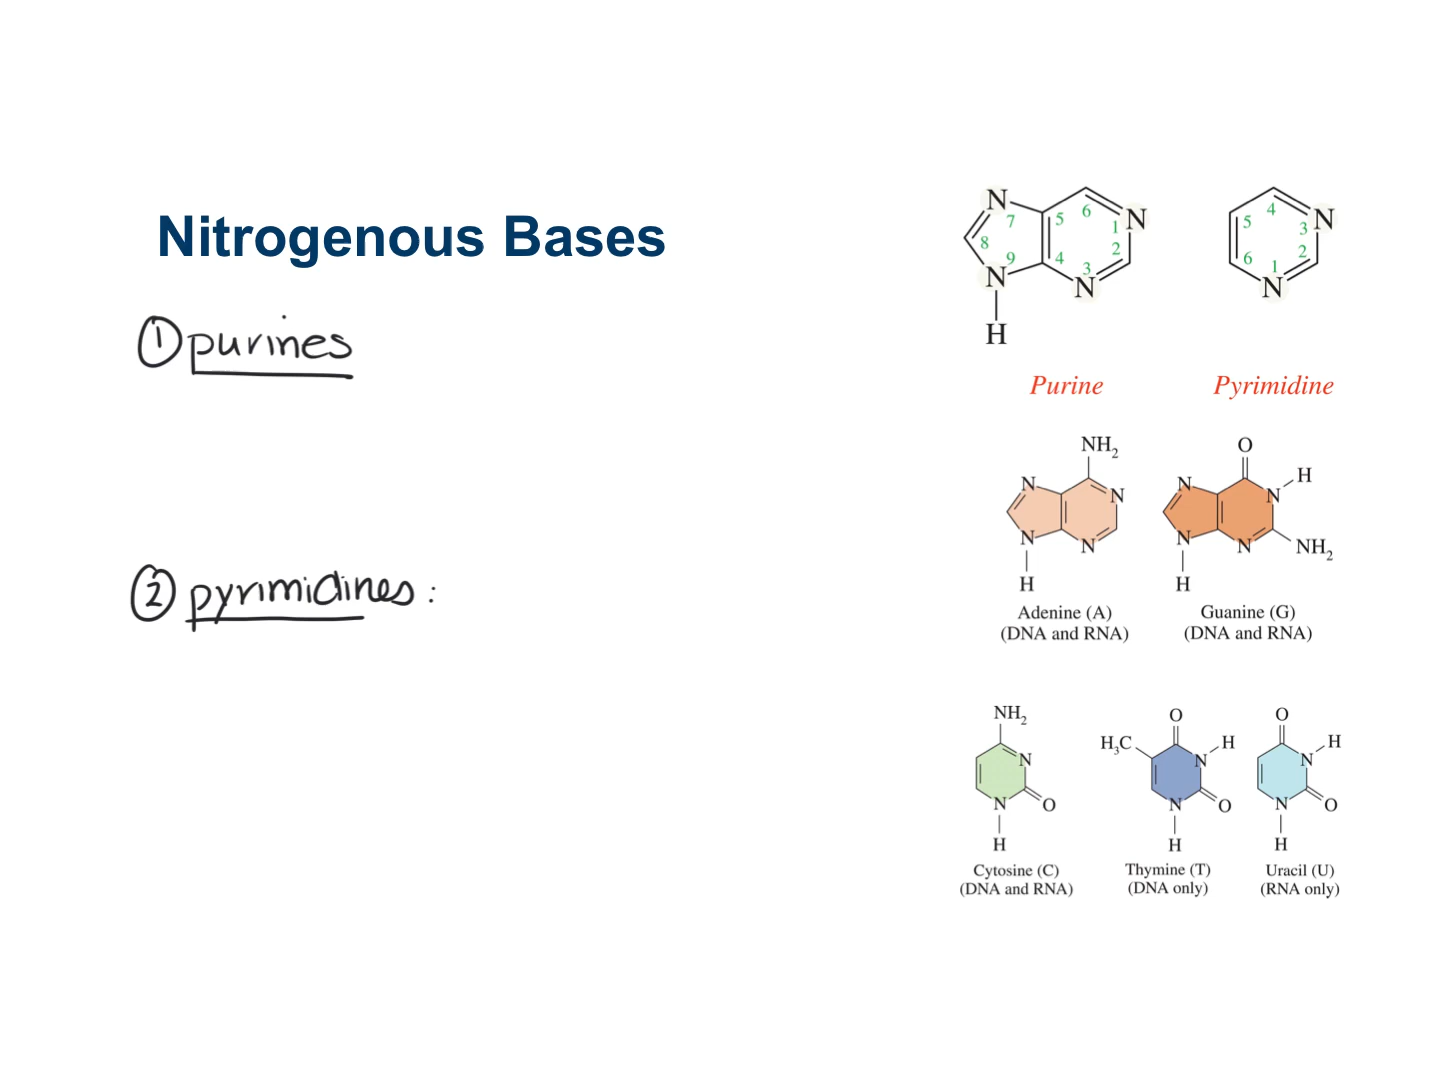 Nitrogenous Bases
① purines
② pyrimidines:
N
7
5
6
1
N
8
9
4
3
2
N
N
H
4
5
3
N
6
1
2
N
Purine
Pyrimidine
NH2
N
N
N
N
H
Adenine (A)
(DNA and RNA)
O
H
N
N
N
N
NH2
H
Guanine (G)
(DNA and RNA)
NH2
N
N
O
H
Cytosine (C)
(DNA and RNA)
O
H3C
H
N
N
O
H
Thymine (T)
(DNA only)
O
H
N
N
O
H
Uracil (U)
(RNA only)